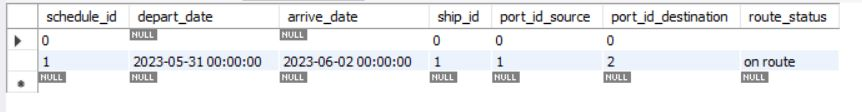 schedule_id depart_date arrive_date ship_id port_id_source port_id_destination route_status
0 NULL NULL 0 0 0
1 2023-05-31 00:00:00 2023-06-02 00:00:00 1 1 2 on route
NULL NULL NULL NULL NULL NULL NULL